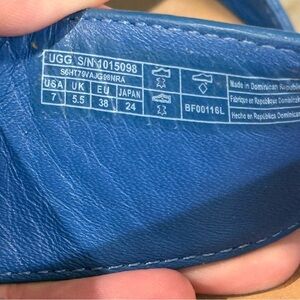 UGG S/N 1015098
S6HT79VAJG98NRA
USA UK EU JAPAN
7 5.5 38 24
BF00116L
Made in Dominican Republic
Fabriqué en République Dominicaine
Hecho en República Dominicana